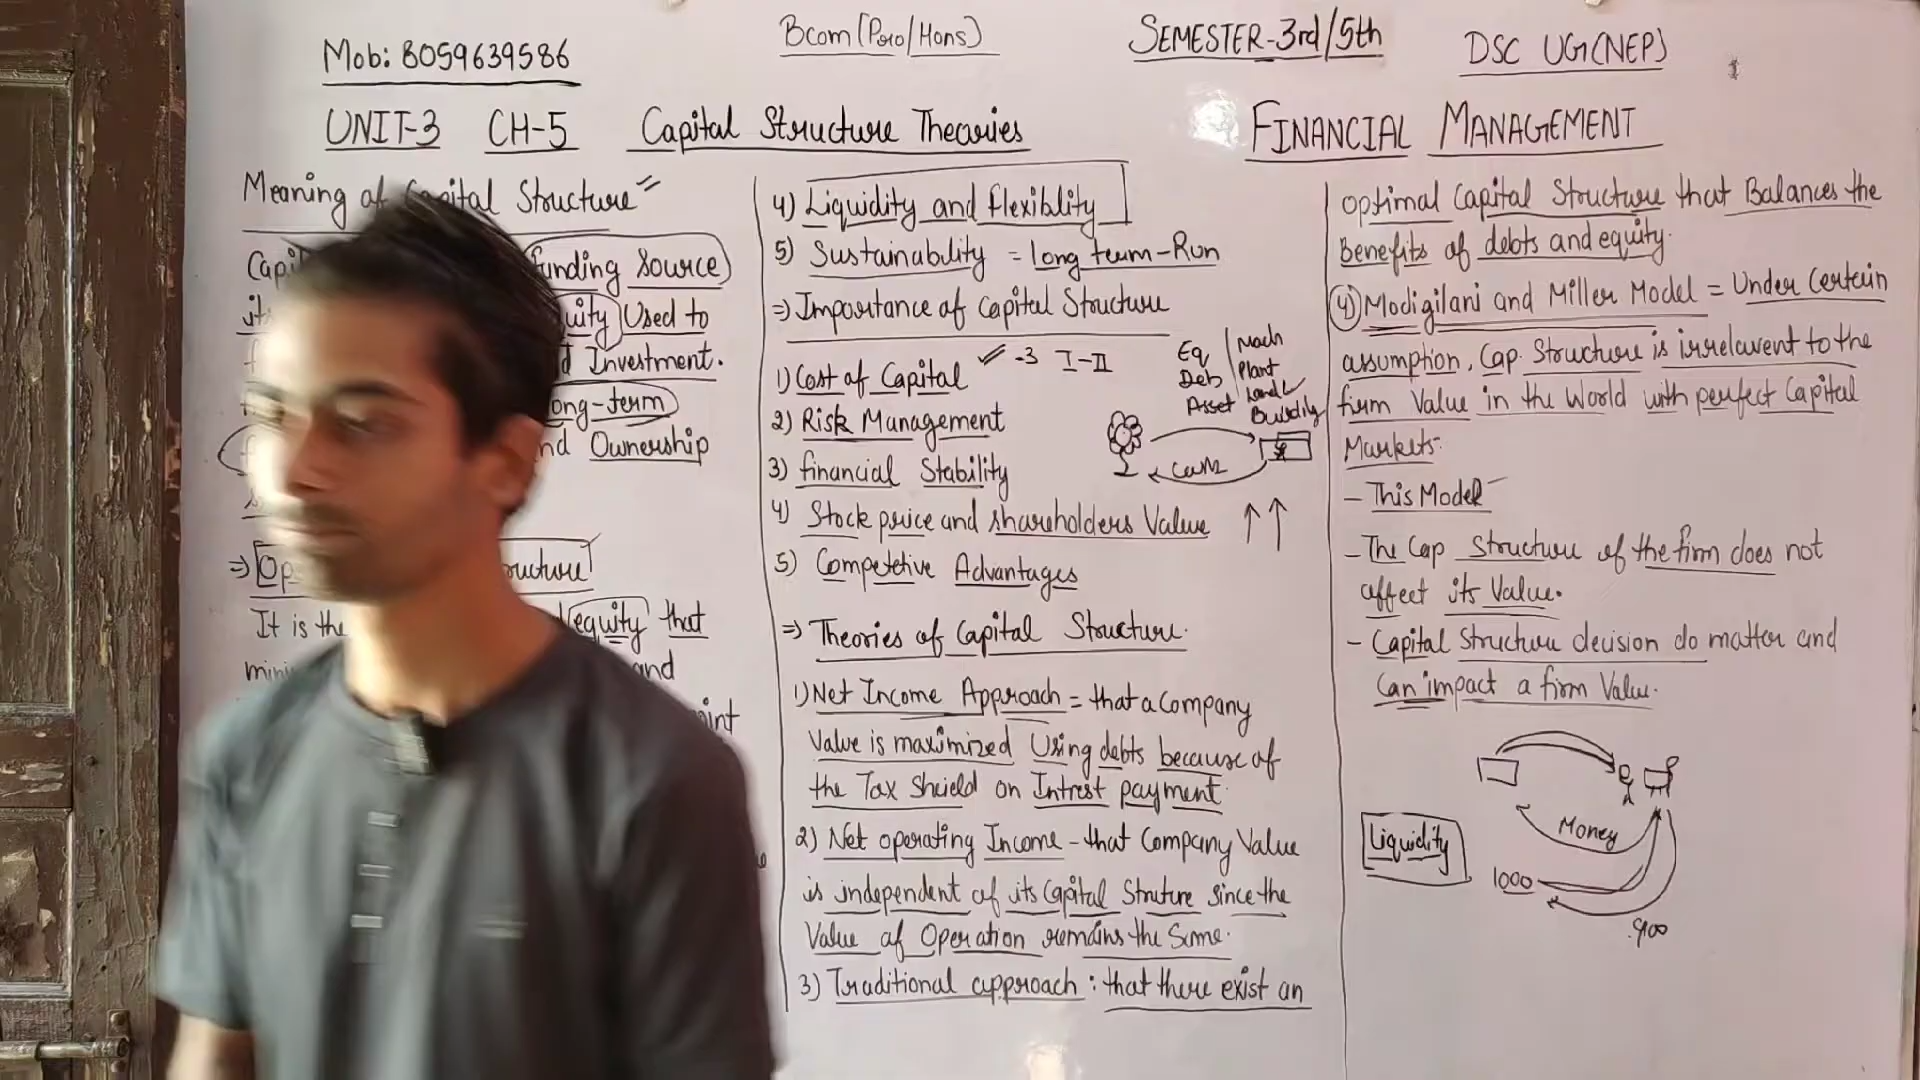 Mob: 8059639586
Bcom(Pro/Hons)
SEMESTER-3rd/5th
DSC UG(NEP)
UNIT-3 CH-5 Capital Structure Theories
FINANCIAL MANAGEMENT
Meaning of Capital Structure
funding Source
Used to
Investment.
long-term
and Ownership
It is the equity that
and
4) Liquidity and flexiblity
5) Sustainability = long term-Run
=> Importance of Capital Structure
1) Cost of Capital -3 I-II
2) Risk Management
3) financial Stability
4) Stock price and shareholders Value ↑↑
5) Competetive Advantages
Eq
Deb
Asset
Mach
Plant
Land
Cash
=> Theories of Capital Structure.
1) Net Income Approach = that a Company
Value is maximized Using debts because of
the Tax Sheild on Intrest payment.
2) Net operating Income - that Company Value
is independent of its Capital Struture Since the
Value of Operation remains the Same.
3) Traditional approach : that there exist an
optimal Capital Structure that Balances the
Benefits of debts and equity.
4) Modigilani and Miller Model = Under Certain
assumption, Cap. Structure is irrelavent to the
firm Value in the World with perfect Capital
Markets.
- This Model
- The Cap Structure of the firm does not
affect its Value.
- Capital Structure decision do matter and
Can impact a firm Value.
Money
Liquidity
1000
900